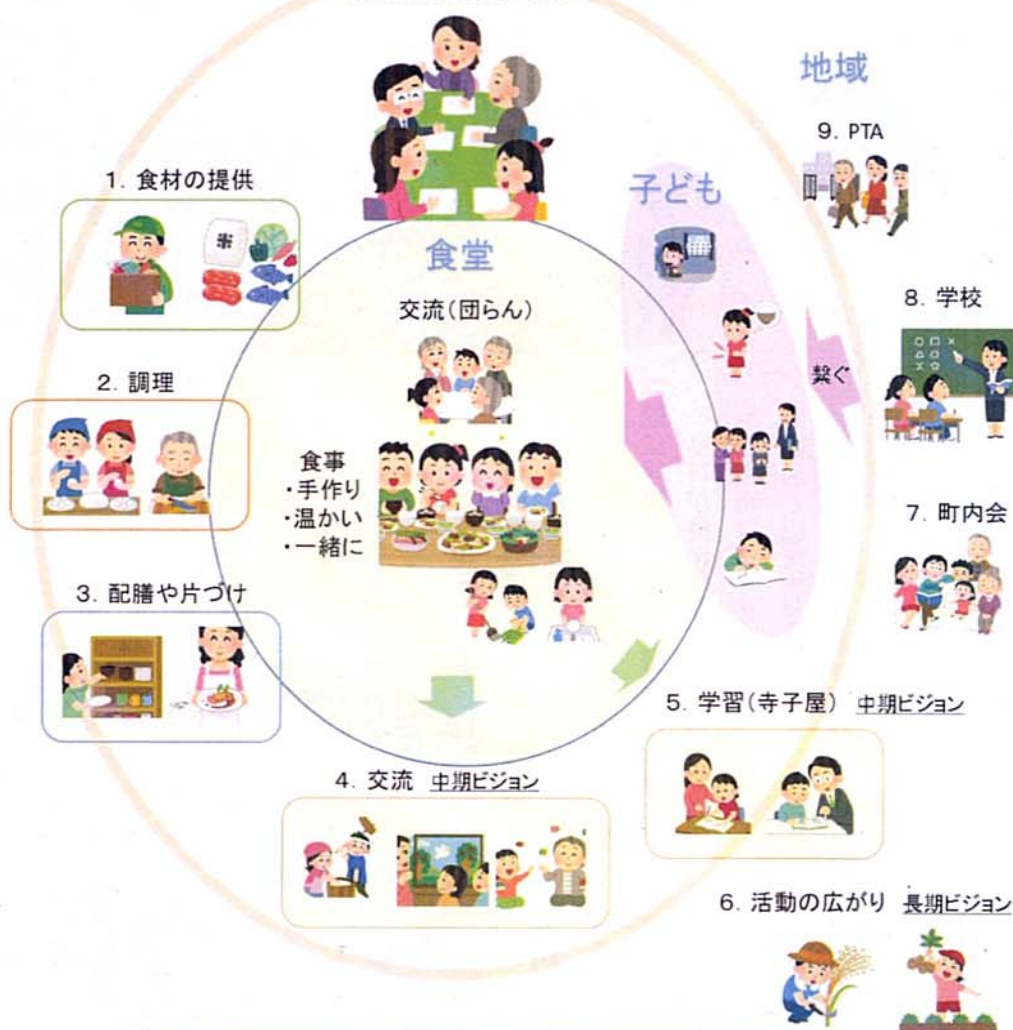 地域
9. PTA
1. 食材の提供
子ども
米
食堂
交流(団らん)
8. 学校
繋ぐ
2. 調理
食事
・手作り
・温かい
・一緒に
7. 町内会
3. 配膳や片づけ
5. 学習(寺子屋) 中期ビジョン
4. 交流 中期ビジョン
6. 活動の広がり 長期ビジョン